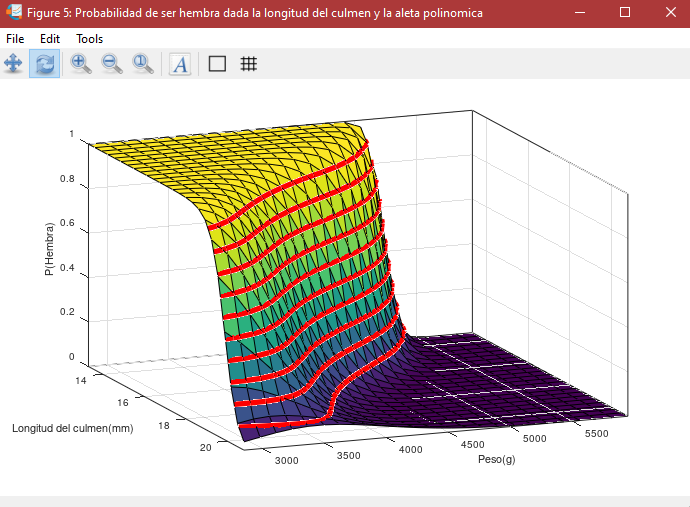 Figure 5: Probabilidad de ser hembra dada la longitud del culmen y la aleta polinomica
File Edit Tools
A
1
0.8
0.6
0.4
0.2
0
P(Hembra)
14
16
18
20
Longitud del culmen(mm)
3000
3500
4000
4500
5000
5500
Peso(g)